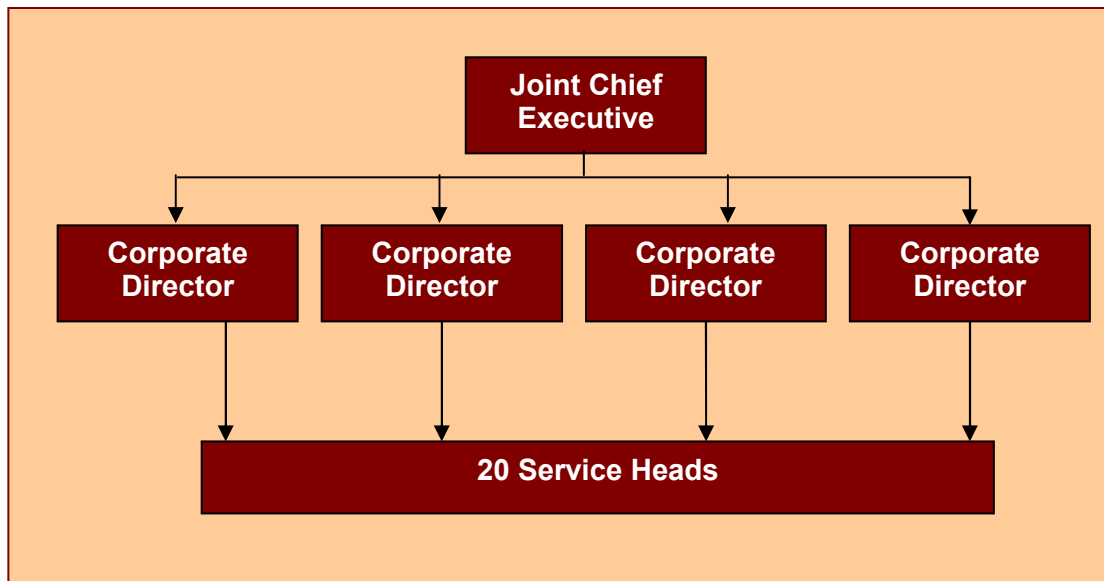 Joint Chief
Executive
Corporate
Director
Corporate
Director
Corporate
Director
Corporate
Director
20 Service Heads